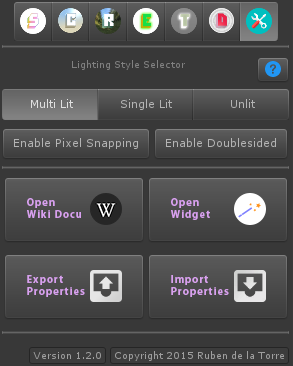 S C R E T D
Lighting Style Selector
?
Multi Lit Single Lit Unlit
Enable Pixel Snapping Enable Doublesided
Open
Wiki Docu
W
Open
Widget
Export
Properties
Import
Properties
Version 1.2.0 Copyright 2015 Ruben de la Torre